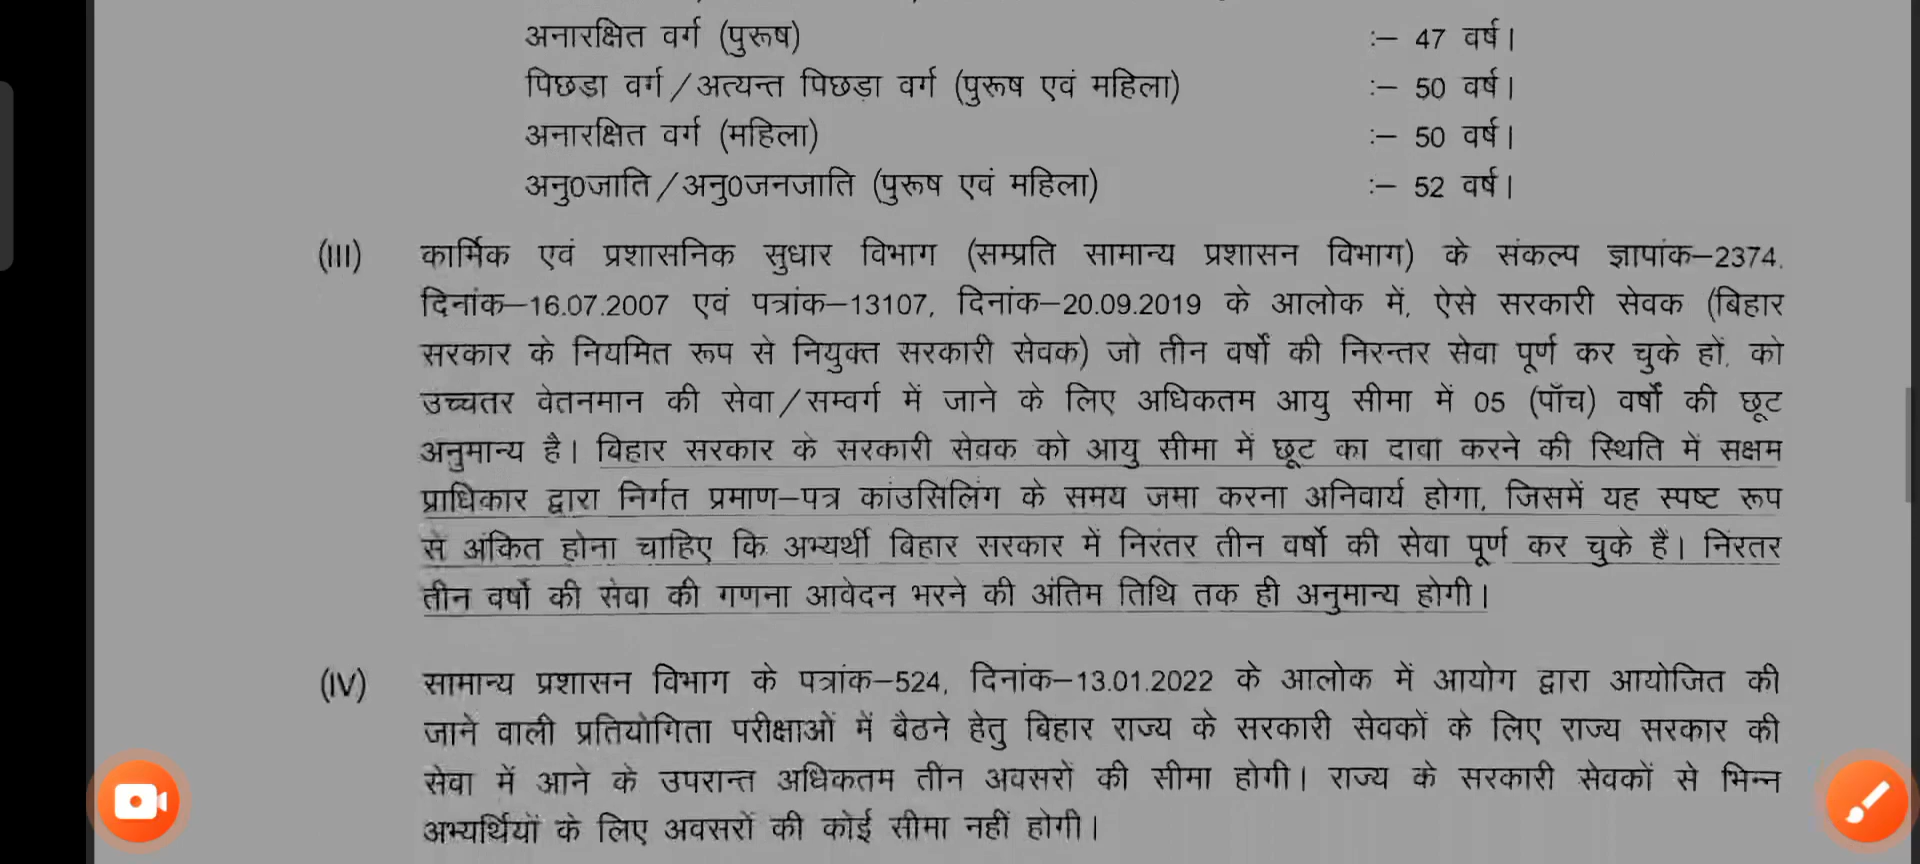 अनारक्षित वर्ग (पुरूष) :– 47 वर्ष।
पिछड़ा वर्ग/अत्यन्त पिछड़ा वर्ग (पुरूष एवं महिला) :– 50 वर्ष।
अनारक्षित वर्ग (महिला) :– 50 वर्ष।
अनु0जाति/अनु0जनजाति (पुरूष एवं महिला) :– 52 वर्ष।
(III) कार्मिक एवं प्रशासनिक सुधार विभाग (सम्प्रति सामान्य प्रशासन विभाग) के संकल्प ज्ञापांक–2374,
दिनांक–16.07.2007 एवं पत्रांक–13107, दिनांक–20.09.2019 के आलोक में, ऐसे सरकारी सेवक (बिहार
सरकार के नियमित रूप से नियुक्त सरकारी सेवक) जो तीन वर्षो की निरन्तर सेवा पूर्ण कर चुके हों, को
उच्चतर वेतनमान की सेवा/सम्वर्ग में जाने के लिए अधिकतम आयु सीमा में 05 (पॉच) वर्षों की छूट
अनुमान्य है। बिहार सरकार के सरकारी सेवक को आयु सीमा में छूट का दावा करने की स्थिति में सक्षम
प्राधिकार द्वारा निर्गत प्रमाण–पत्र कांउसिलिंग के समय जमा करना अनिवार्य होगा, जिसमें यह स्पष्ट रूप
से अंकित होना चाहिए कि अभ्यर्थी बिहार सरकार में निरंतर तीन वर्षो की सेवा पूर्ण कर चुके है। निंरतर
तीन वर्षो की सेवा की गणना आवेदन भरने की अंतिम तिथि तक ही अनुमान्य होगी।
(IV) सामान्य प्रशासन विभाग के पत्रांक–524, दिनांक–13.01.2022 के आलोक में आयोग द्वारा आयोजित की
जाने वाली प्रतियोगिता परीक्षाओं में बैठने हेतु बिहार राज्य के सरकारी सेवकों के लिए राज्य सरकार की
सेवा में आने के उपरान्त अधिकतम तीन अवसरों की सीमा होगी। राज्य के सरकारी सेवकों से भिन्न
अभ्यर्थियों के लिए अवसरों की कोई सीमा नहीं होगी।